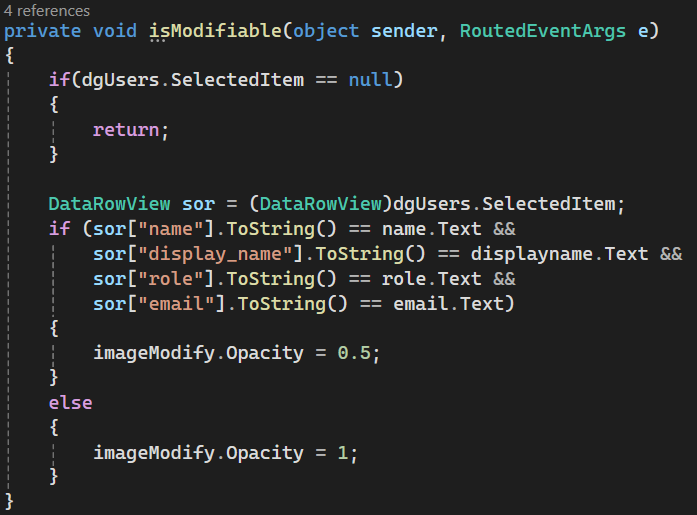 4 references
private void isModifiable(object sender, RoutedEventArgs e)
{
    if(dgUsers.SelectedItem == null)
    {
        return;
    }

    DataRowView sor = (DataRowView)dgUsers.SelectedItem;
    if (sor["name"].ToString() == name.Text &&
        sor["display_name"].ToString() == displayname.Text &&
        sor["role"].ToString() == role.Text &&
        sor["email"].ToString() == email.Text)
    {
        imageModify.Opacity = 0.5;
    }
    else
    {
        imageModify.Opacity = 1;
    }
}